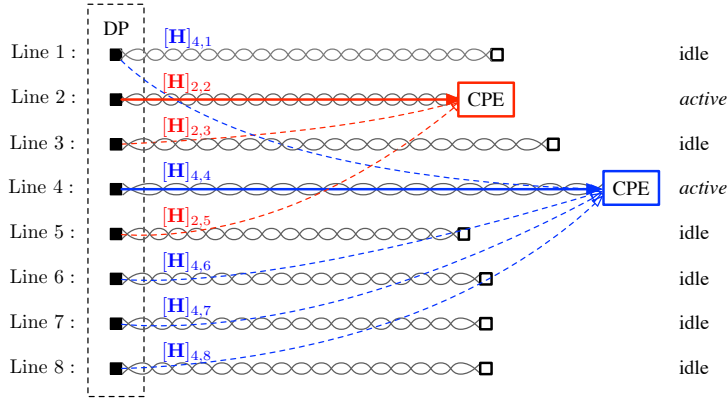 DP
Line 1 : [H]4,1 idle
Line 2 : [H]2,2 CPE active
Line 3 : [H]2,3 idle
Line 4 : [H]4,4 CPE active
Line 5 : [H]2,5 idle
Line 6 : [H]4,6 idle
Line 7 : [H]4,7 idle
Line 8 : [H]4,8 idle